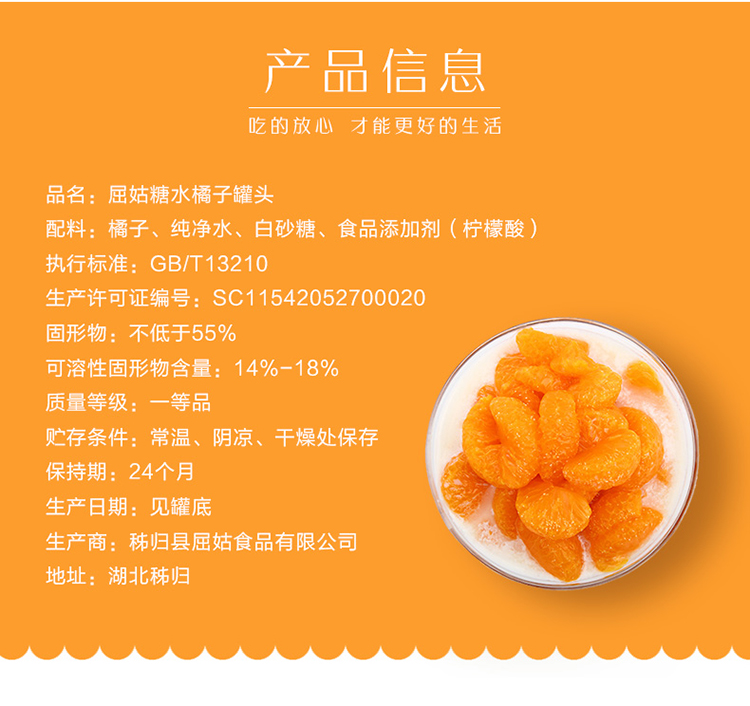 产品信息
吃的放心 才能更好的生活
品名：屈姑糖水橘子罐头
配料：橘子、纯净水、白砂糖、食品添加剂（柠檬酸）
执行标准：GB/T13210
生产许可证编号：SC11542052700020
固形物：不低于55%
可溶性固形物含量：14%-18%
质量等级：一等品
贮存条件：常温、阴凉、干燥处保存
保持期：24个月
生产日期：见罐底
生产商：秭归县屈姑食品有限公司
地址：湖北秭归